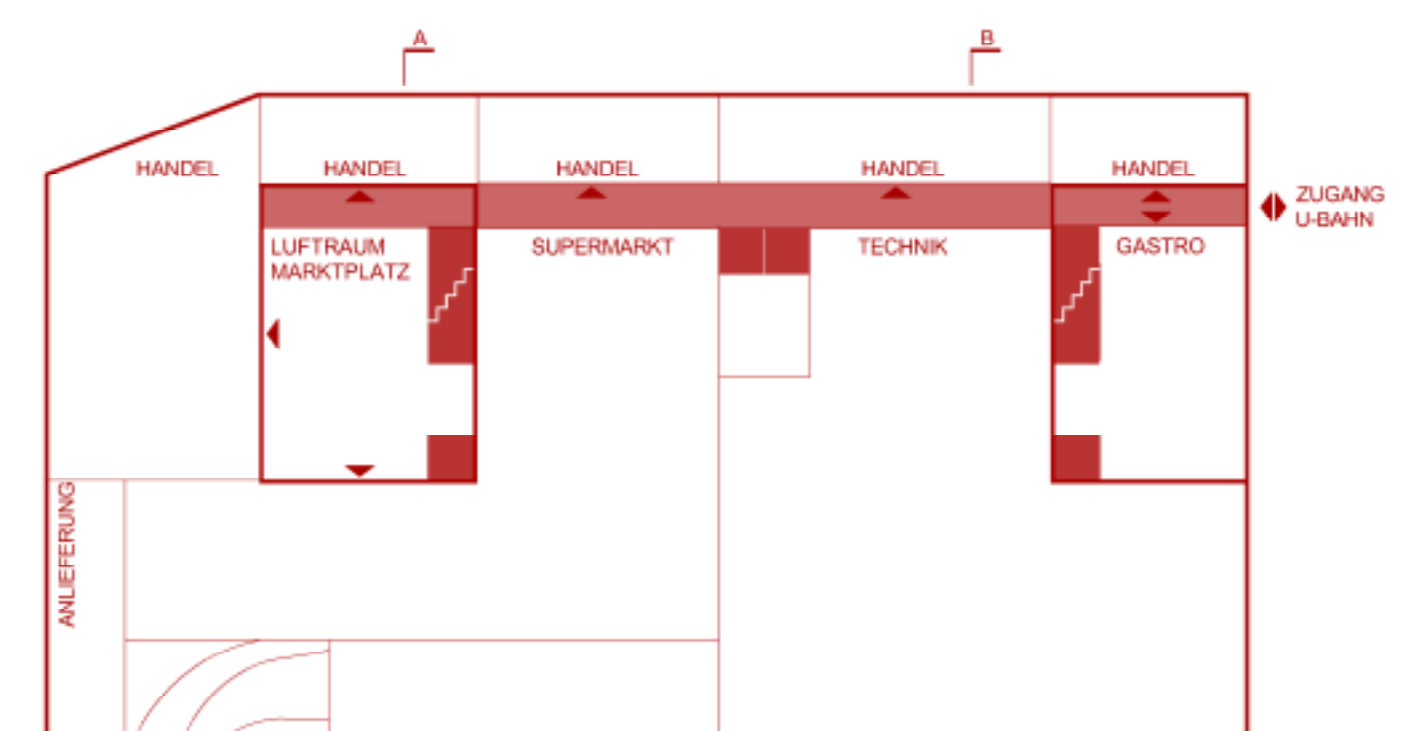 A
B
HANDEL
HANDEL
HANDEL
HANDEL
HANDEL
ZUGANG
U-BAHN
LUFTRAUM
MARKTPLATZ
SUPERMARKT
TECHNIK
GASTRO
ANLIEFERUNG